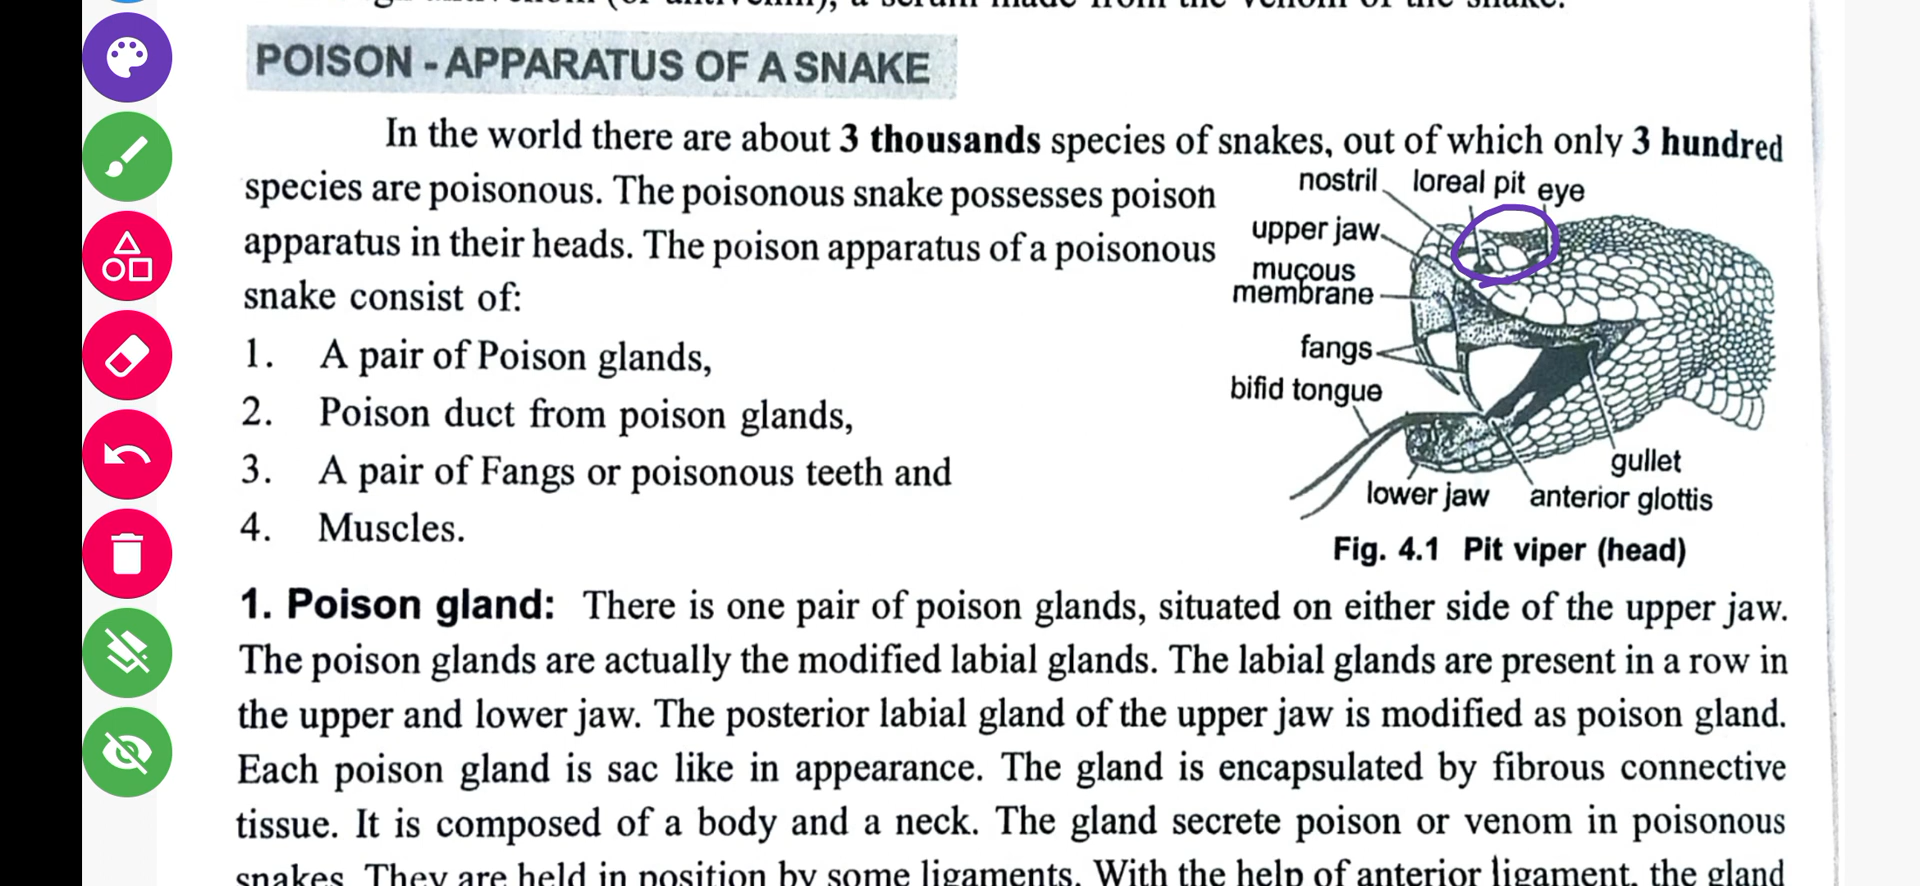 POISON - APPARATUS OF A SNAKE
In the world there are about 3 thousands species of snakes, out of which only 3 hundred
species are poisonous. The poisonous snake possesses poison
apparatus in their heads. The poison apparatus of a poisonous
snake consist of:
1. A pair of Poison glands,
2. Poison duct from poison glands,
3. A pair of Fangs or poisonous teeth and
4. Muscles.
nostril loreal pit eye
upper jaw
mucous
membrane
fangs
bifid tongue
gullet
lower jaw anterior glottis
Fig. 4.1 Pit viper (head)
1. Poison gland: There is one pair of poison glands, situated on either side of the upper jaw.
The poison glands are actually the modified labial glands. The labial glands are present in a row in
the upper and lower jaw. The posterior labial gland of the upper jaw is modified as poison gland.
Each poison gland is sac like in appearance. The gland is encapsulated by fibrous connective
tissue. It is composed of a body and a neck. The gland secrete poison or venom in poisonous
snakes. They are held in position by some ligaments. With the help of anterior ligament, the gland